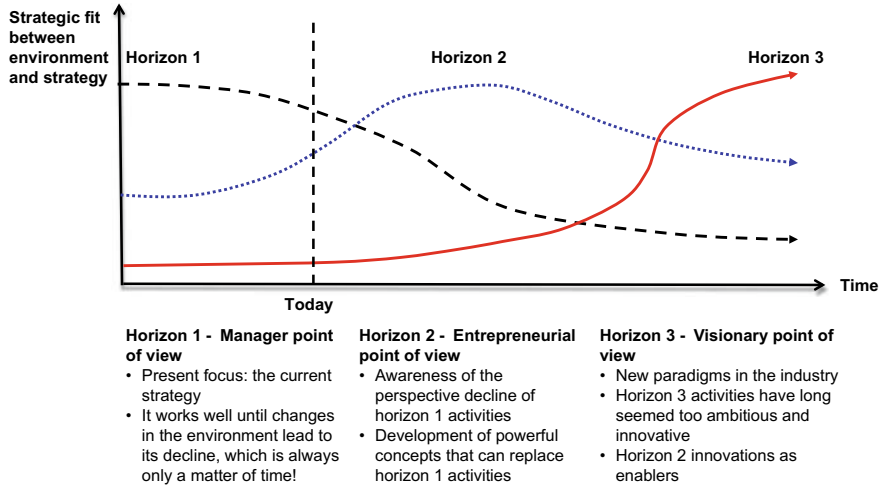 Strategic fit
between
environment
and strategy
Horizon 1
Horizon 2
Horizon 3
Time
Today
Horizon 1 - Manager point
of view
• Present focus: the current
strategy
• It works well until changes
in the environment lead to
its decline, which is always
only a matter of time!
Horizon 2 - Entrepreneurial
point of view
• Awareness of the
perspective decline of
horizon 1 activities
• Development of powerful
concepts that can replace
horizon 1 activities
Horizon 3 - Visionary point of
view
• New paradigms in the industry
• Horizon 3 activities have long
seemed too ambitious and
innovative
• Horizon 2 innovations as
enablers